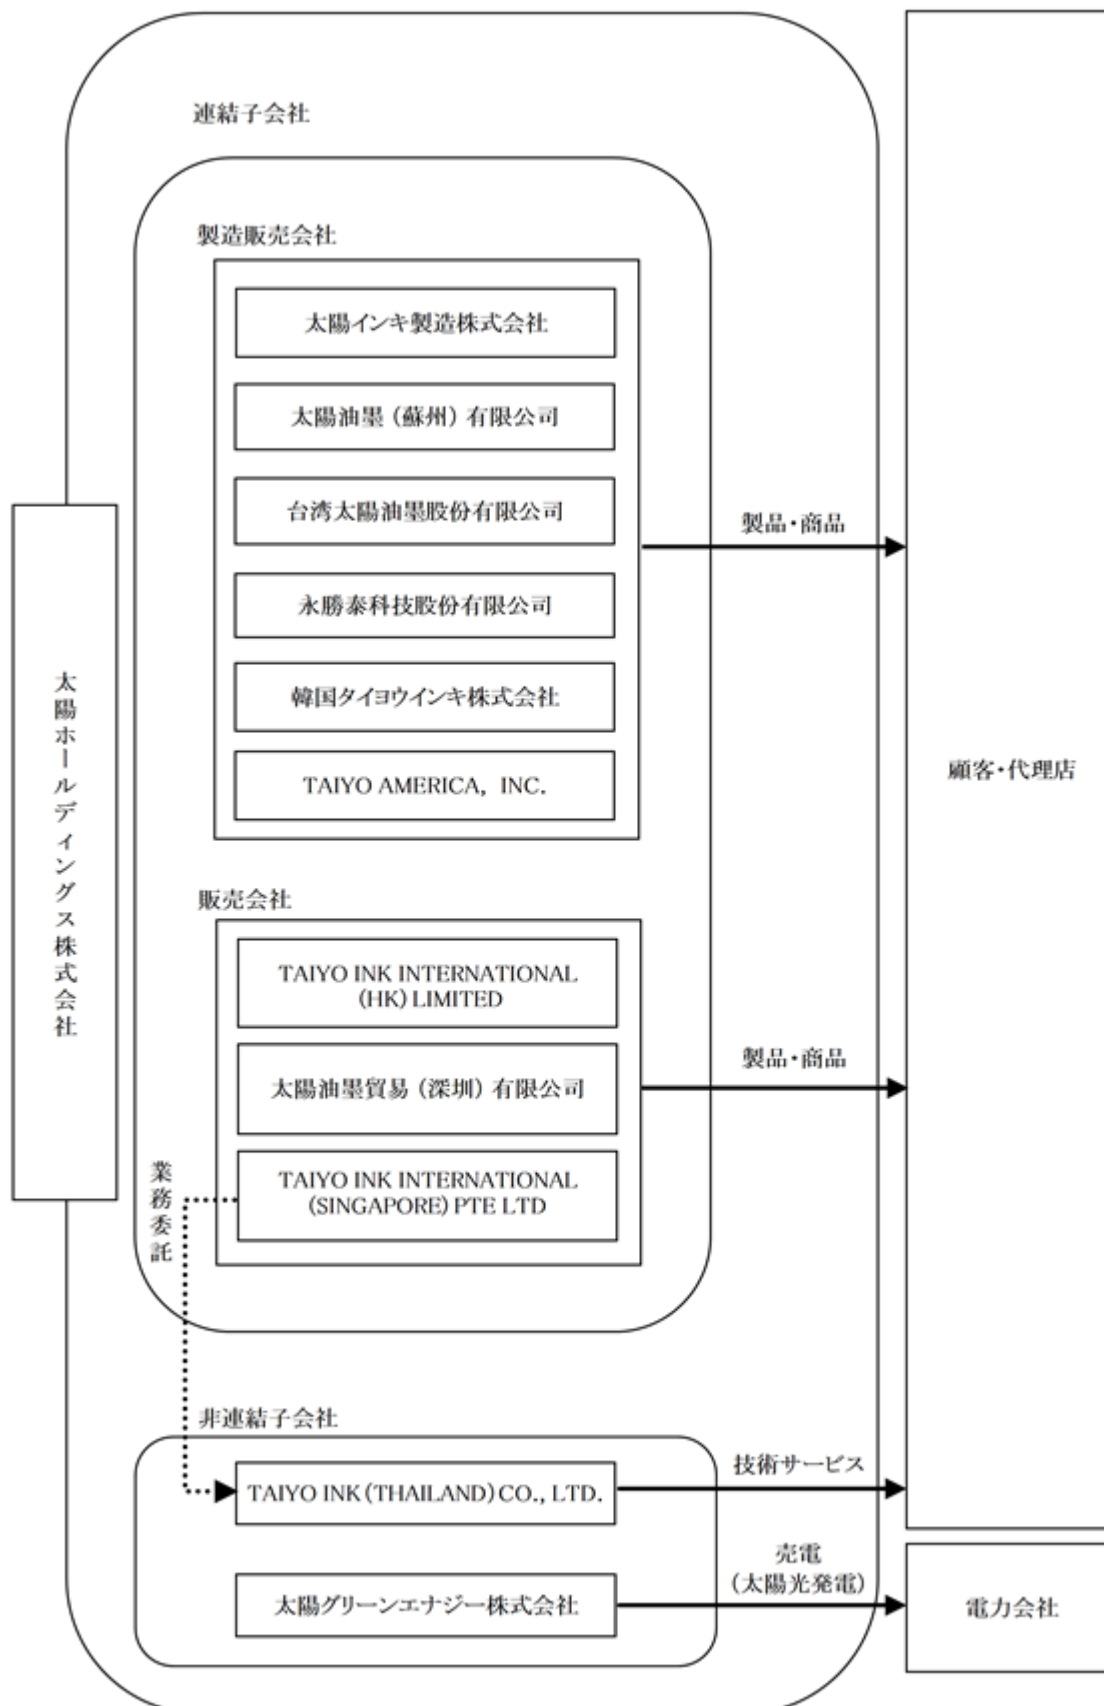 連結子会社
製造販売会社
太陽インキ製造株式会社
太陽油墨（蘇州）有限公司
台湾太陽油墨股份有限公司
永勝泰科技股份有限公司
韓国タイヨウインキ株式会社
TAIYO AMERICA, INC.
製品・商品
太陽ホールディングス株式会社
顧客・代理店
販売会社
TAIYO INK INTERNATIONAL
(HK) LIMITED
太陽油墨貿易（深圳）有限公司
TAIYO INK INTERNATIONAL
(SINGAPORE) PTE LTD
製品・商品
業務委託
非連結子会社
TAIYO INK (THAILAND) CO., LTD.
技術サービス
太陽グリーンエナジー株式会社
売電
（太陽光発電）
電力会社